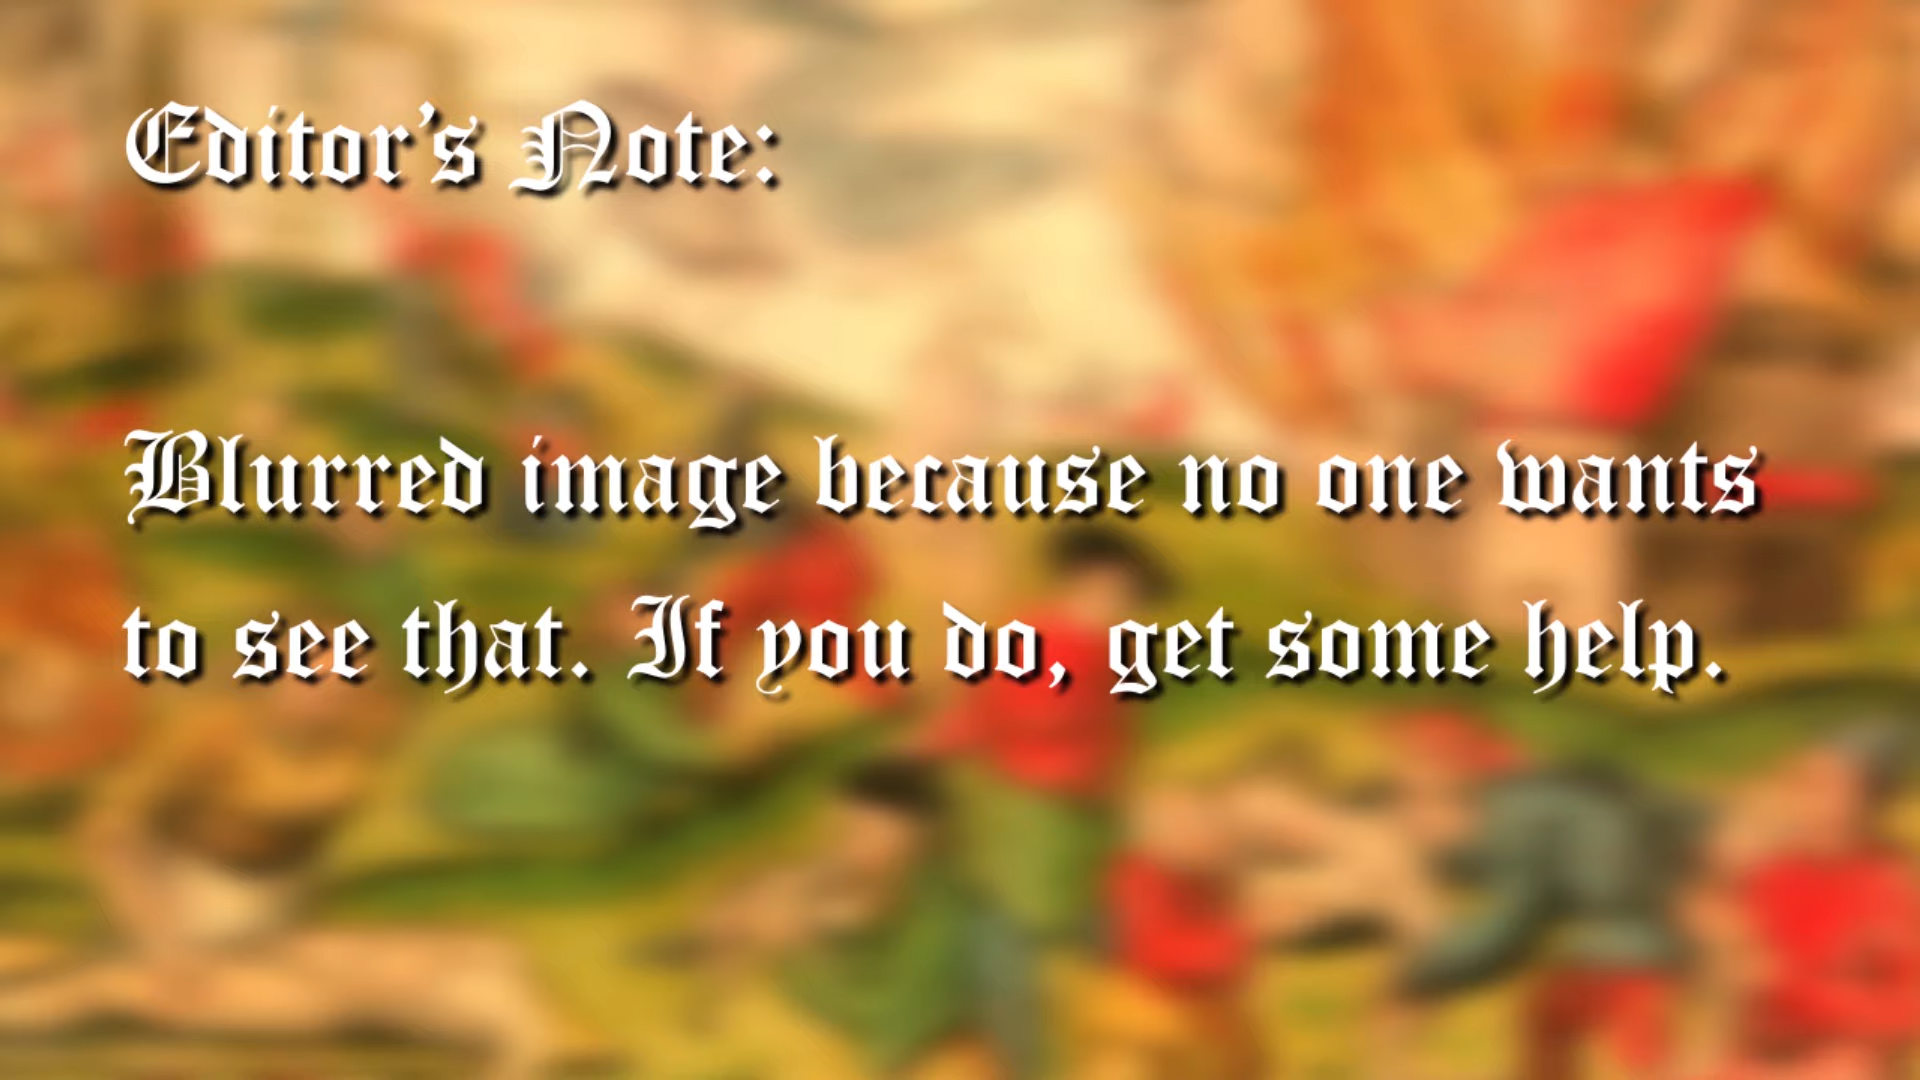 Editor's Note:
Blurred image because no one wants
to see that. If you do, get some help.